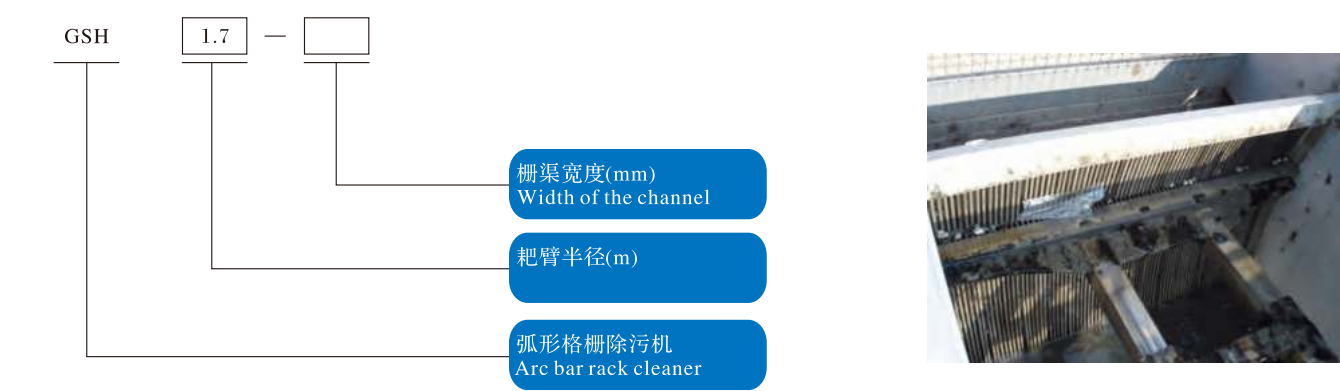 GSH 1.7 —
栅渠宽度(mm)
Width of the channel
耙臂半径(m)
弧形格栅除污机
Arc bar rack cleaner